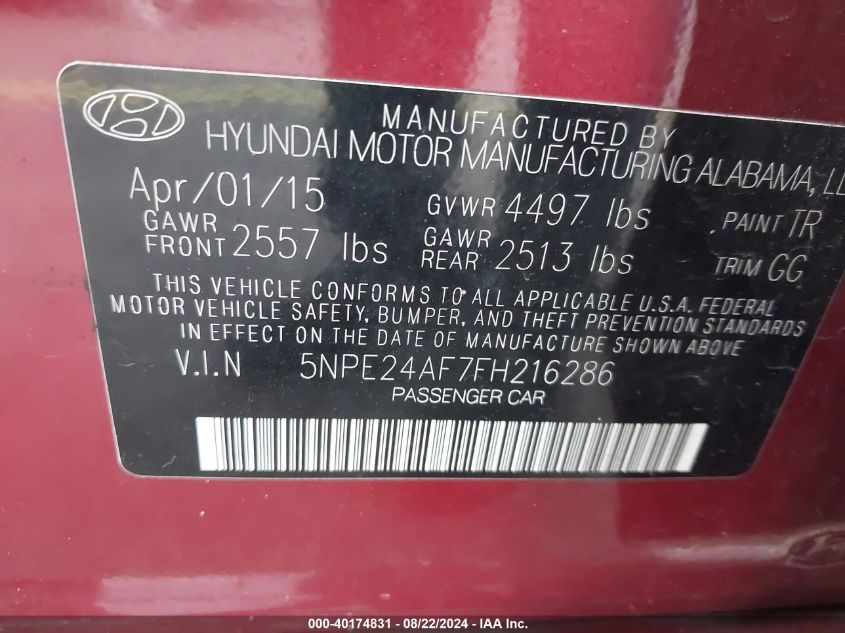 MANUFACTURED BY
HYUNDAI MOTOR MANUFACTURING ALABAMA,
Apr/01/15 GVWR 4497 lbs PAINT TR
GAWR FRONT 2557 lbs GAWR REAR 2513 lbs TRIM GG
THIS VEHICLE CONFORMS TO ALL APPLICABLE U.S.A. FEDERAL
MOTOR VEHICLE SAFETY, BUMPER, AND THEFT PREVENTION STANDARDS
IN EFFECT ON THE DATE OF MANUFACTURE SHOWN ABOVE
V.I.N 5NPE24AF7FH216286
PASSENGER CAR
000-40174831 - 08/22/2024 - IAA Inc.